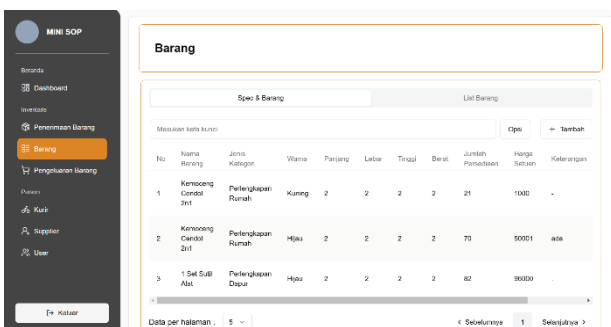 MINI SOP
Beranda
Dashboard
Inventaris
Penerimaan Barang
Barang
Pengeluaran Barang
Person
Kurir
Supplier
User
Keluar
Barang
Spec & Barang
List Barang
Masukan kata kunci
Opsi
+ Tambah
No Nama Barang Jenis Kategori Warna Panjang Lebar Tinggi Berat Jumlah Persediaan Harga Satuan Keterangan
1 Kemoceng Cendol 2n1 Perlengkapan Rumah Kuning 2 2 2 2 21 1000 -
2 Kemoceng Cendol 2n1 Perlengkapan Rumah Hijau 2 2 2 2 70 50001 ada
3 1 Set Sutil Alat Perlengkapan Dapur Hijau 2 2 2 2 82 96000 .
Data per halaman : 5
< Sebelumnya 1 Selanjutnya >